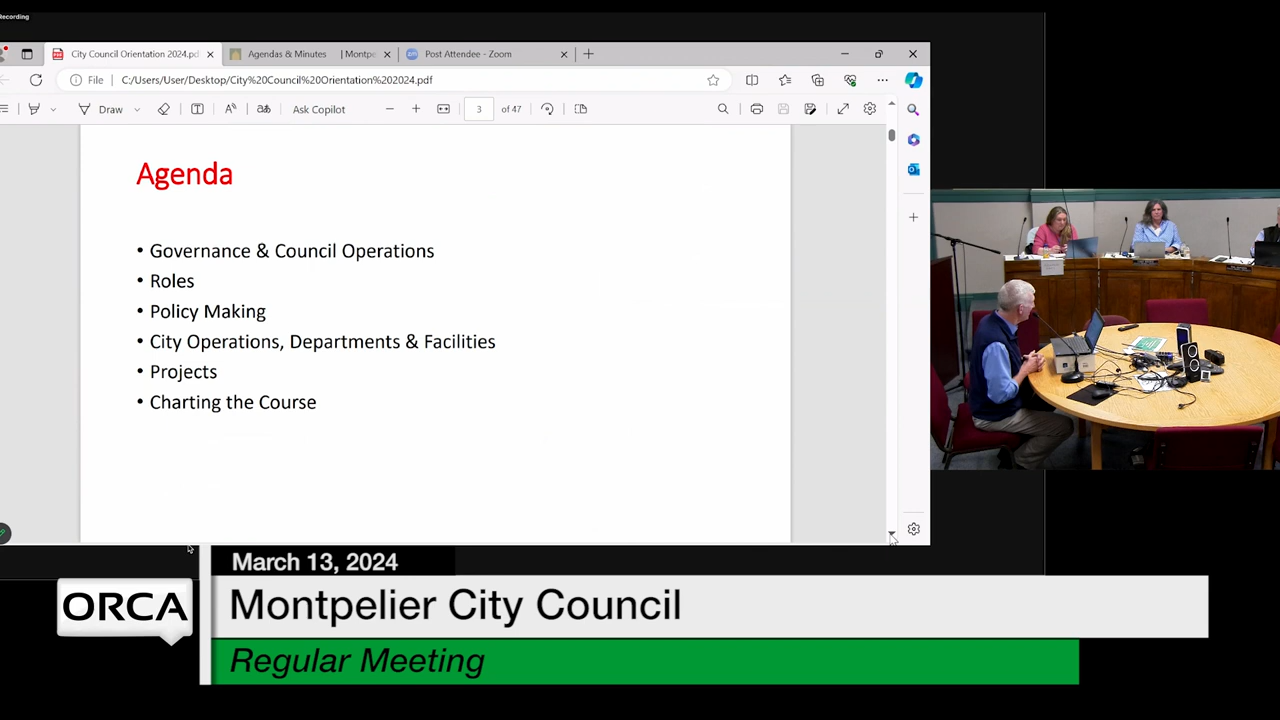 Recording
City Council Orientation 2024.pd
Agendas & Minutes | Montpe
Post Attendee - Zoom
File
C:/Users/User/Desktop/City%20Council%20Orientation%202024.pdf
Draw
Ask Copilot
3 of 47
Agenda
• Governance & Council Operations
• Roles
• Policy Making
• City Operations, Departments & Facilities
• Projects
• Charting the Course
March 13, 2024
ORCA
Montpelier City Council
Regular Meeting